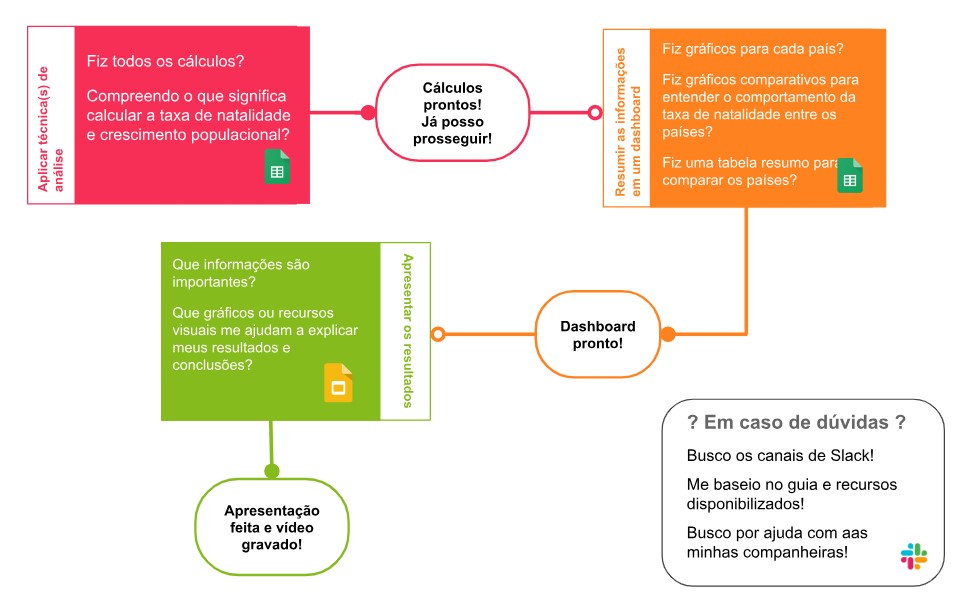 Aplicar técnica(s) de
análise
Fiz todos os cálculos?
Compreendo o que significa
calcular a taxa de natalidade
e crescimento populacional?
Cálculos
prontos!
Já posso
prosseguir!
Resumir as informações
em um dashboard
Fiz gráficos para cada país?
Fiz gráficos comparativos para
entender o comportamento da
taxa de natalidade entre os
países?
Fiz uma tabela resumo para
comparar os países?
Que informações são
importantes?
Que gráficos ou recursos
visuais me ajudam a explicar
meus resultados e
conclusões?
Apresentar os resultados
Dashboard
pronto!
Apresentação
feita e vídeo
gravado!
? Em caso de dúvidas ?
Busco os canais de Slack!
Me baseio no guia e recursos
disponibilizados!
Busco por ajuda com aas
minhas companheiras!